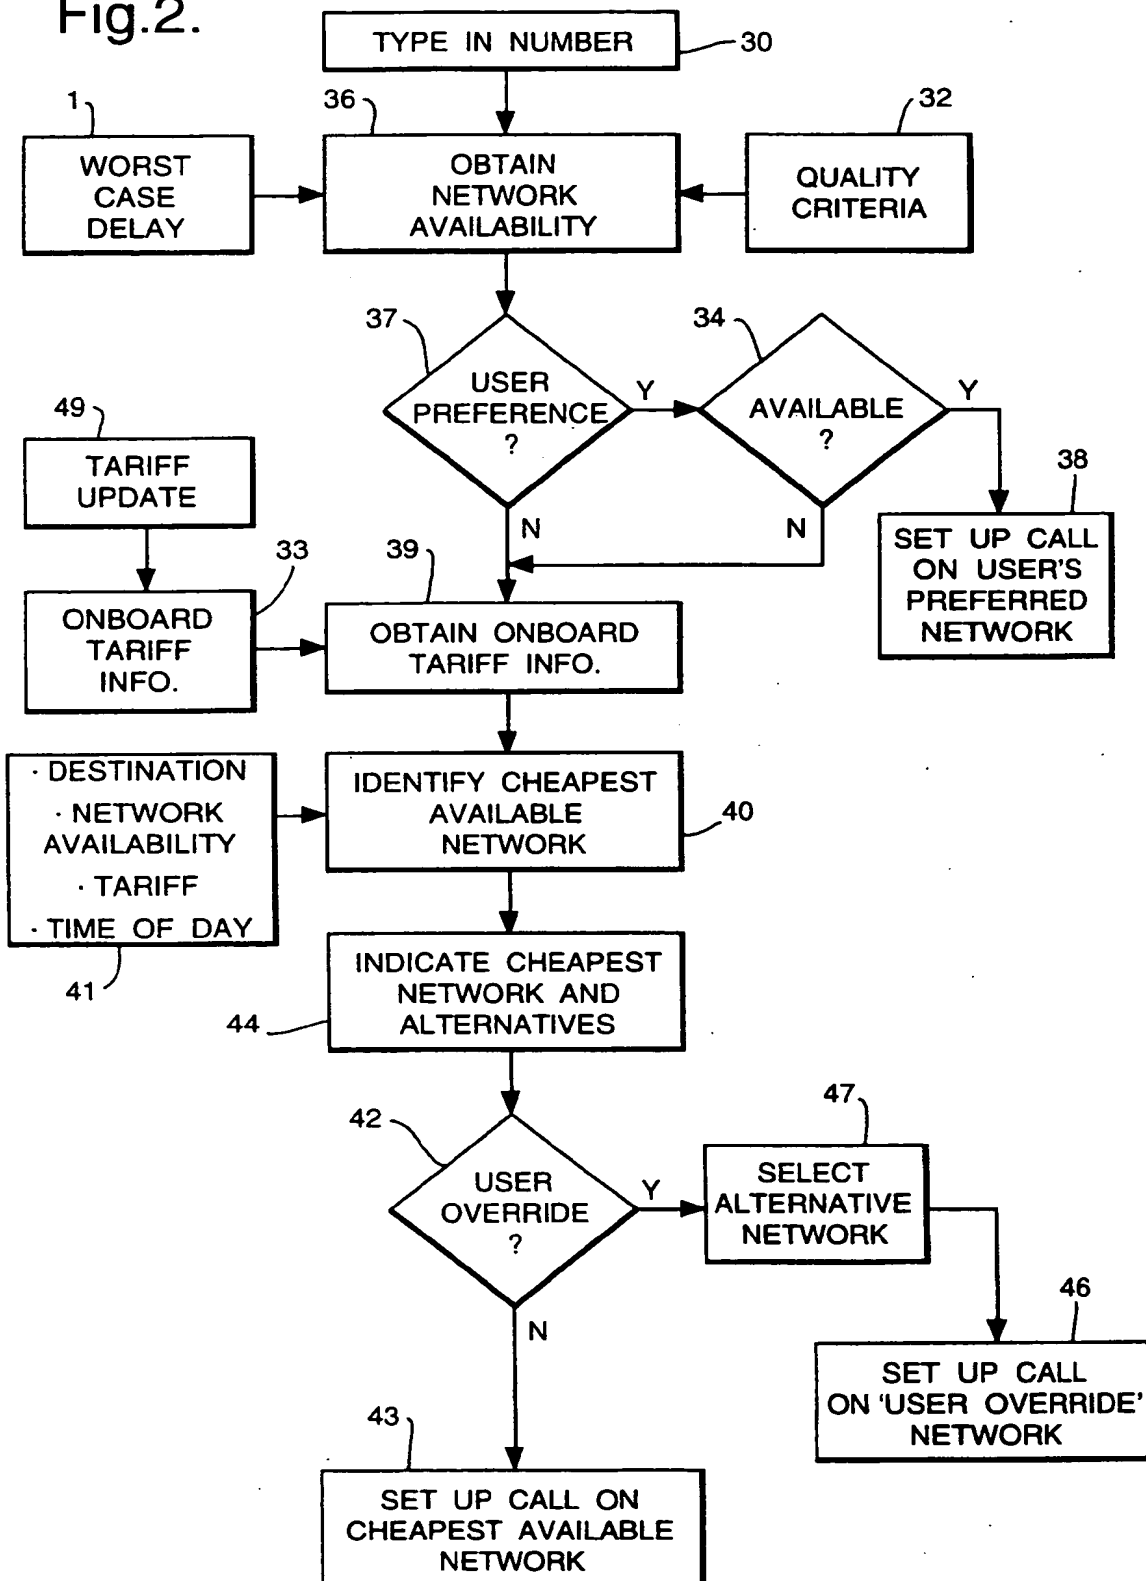 Fig.2.
TYPE IN NUMBER
30
1
36
32
WORST
CASE
DELAY
OBTAIN
NETWORK
AVAILABILITY
QUALITY
CRITERIA
37
34
USER
PREFERENCE
?
Y
AVAILABLE
?
Y
N
N
49
TARIFF
UPDATE
38
SET UP CALL
ON USER'S
PREFERRED
NETWORK
33
39
ONBOARD
TARIFF
INFO.
OBTAIN ONBOARD
TARIFF INFO.
· DESTINATION
· NETWORK
AVAILABILITY
· TARIFF
· TIME OF DAY
41
IDENTIFY CHEAPEST
AVAILABLE
NETWORK
40
INDICATE CHEAPEST
NETWORK AND
ALTERNATIVES
44
42
USER
OVERRIDE
?
Y
N
47
SELECT
ALTERNATIVE
NETWORK
46
SET UP CALL
ON 'USER OVERRIDE'
NETWORK
43
SET UP CALL ON
CHEAPEST AVAILABLE
NETWORK